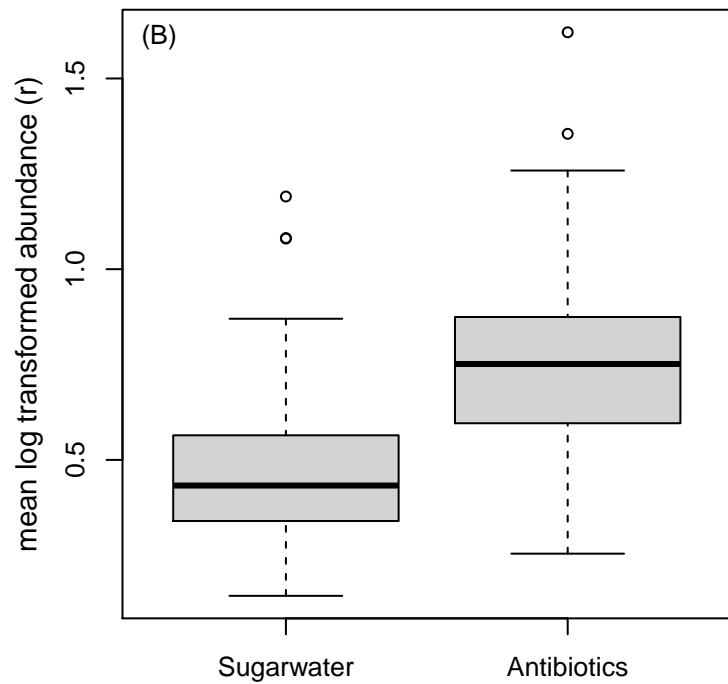 (B)
mean log transformed abundance (r)
1.5
1.0
0.5
Sugarwater Antibiotics